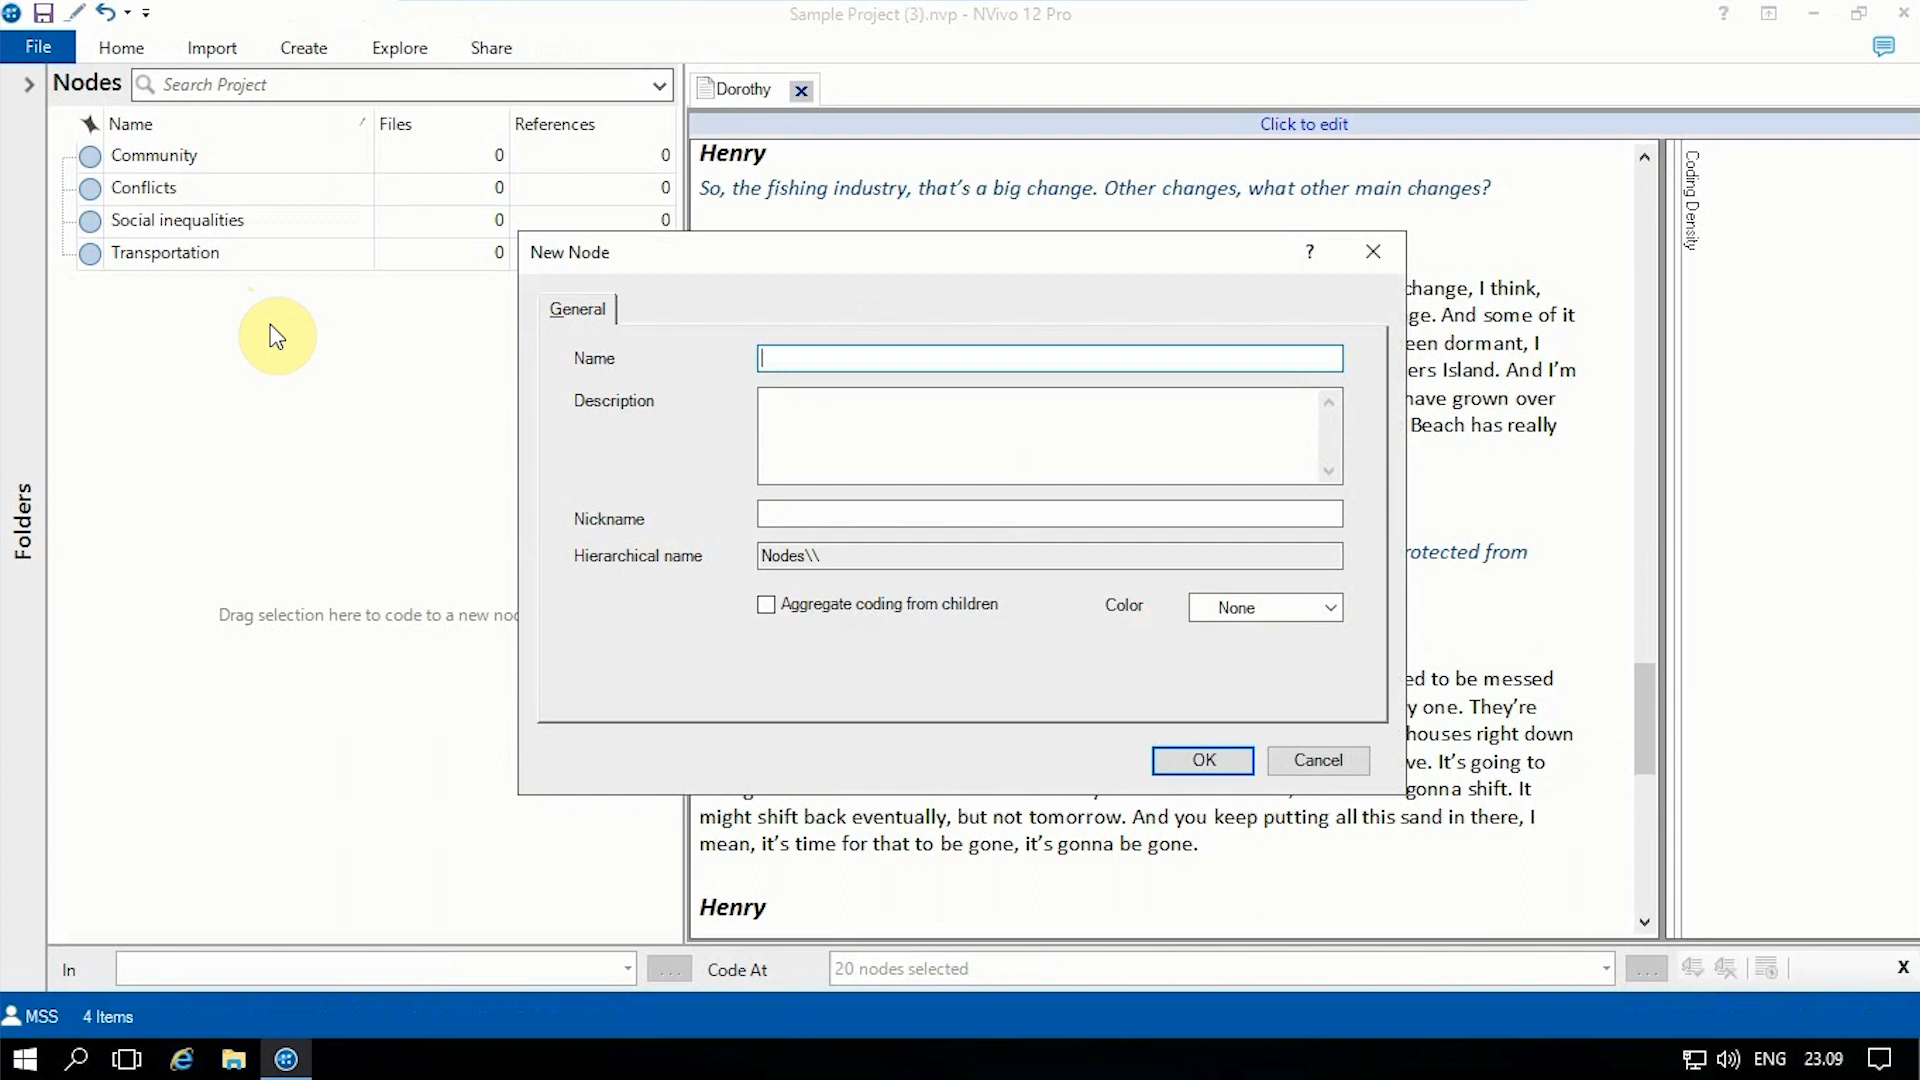 Sample Project (3).nvp - NVivo 12 Pro
?
File Home Import Create Explore Share
Nodes Search Project
Name Files References
Community 0 0
Conflicts 0 0
Social inequalities 0 0
Transportation 0
Drag selection here to code to a new
Folders
Dorothy
Click to edit
Henry
So, the fishing industry, that's a big change. Other changes, what other main changes?
change, I think,
ge. And some of it
een dormant, I
ers Island. And I'm
have grown over
Beach has really
rotected from
ed to be messed
y one. They're
houses right down
ve. It's going to
gonna shift. It
might shift back eventually, but not tomorrow. And you keep putting all this sand in there, I
mean, it's time for that to be gone, it's gonna be gone.
Henry
Coding Density
New Node ?
General
Name
Description
Nickname
Hierarchical name Nodes\\
Aggregate coding from children Color None
OK Cancel
In ... Code At 20 nodes selected ... X
MSS 4 Items
ENG 23.09